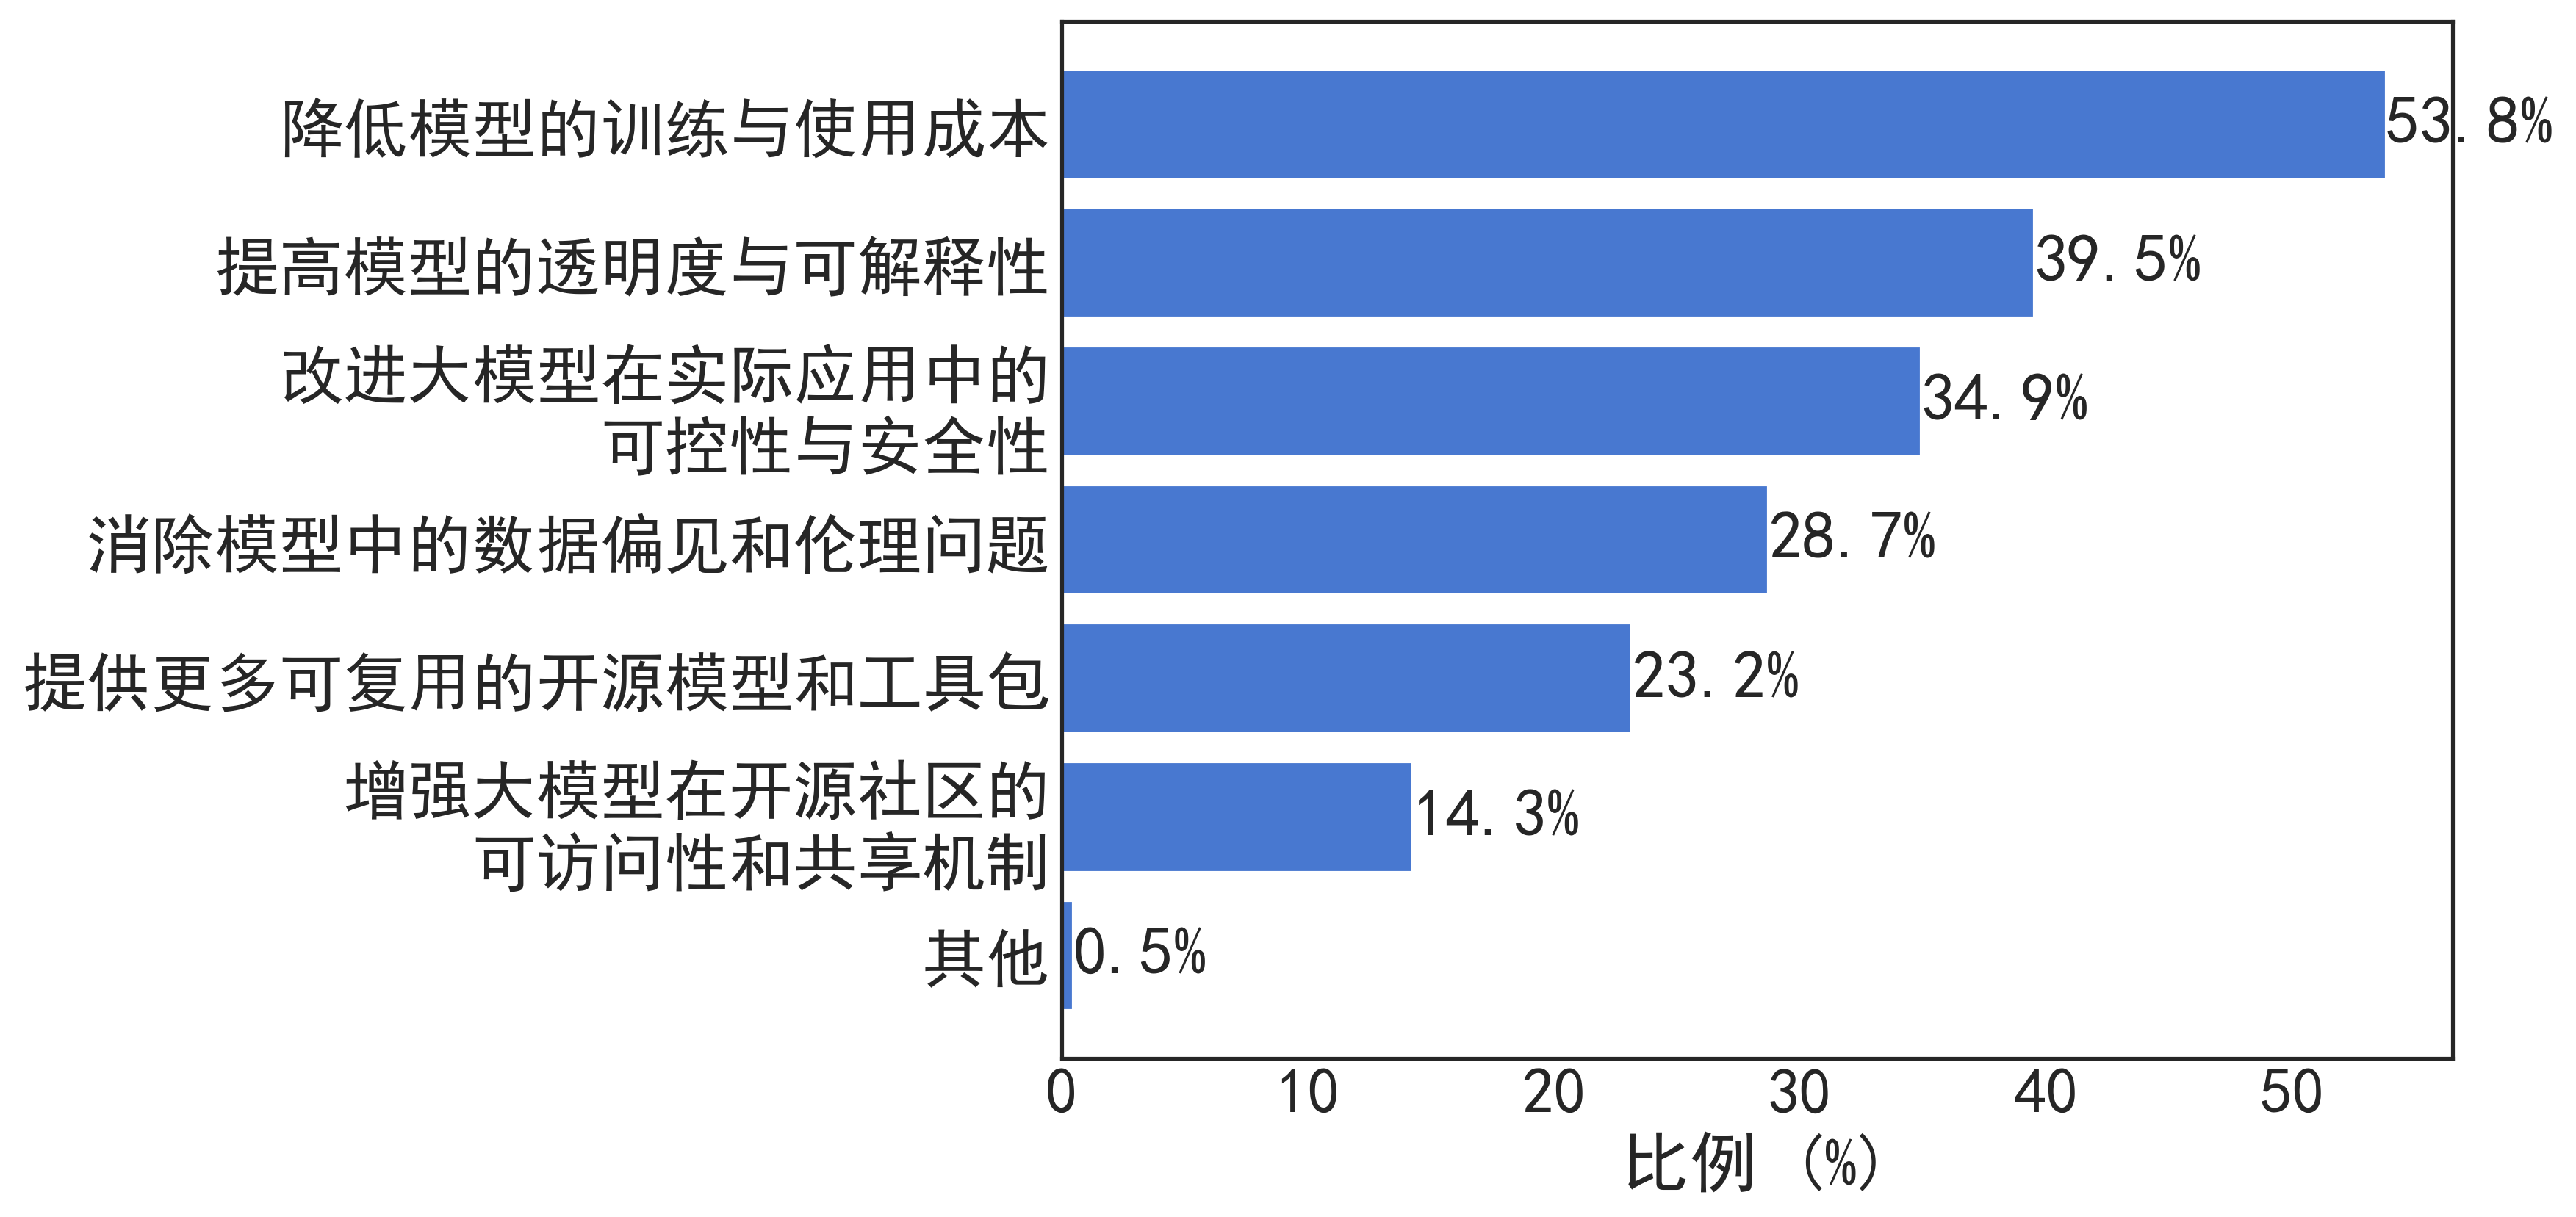 降低模型的训练与使用成本
53.8%
提高模型的透明度与可解释性
39.5%
改进大模型在实际应用中的
可控性与安全性
34.9%
消除模型中的数据偏见和伦理问题
28.7%
提供更多可复用的开源模型和工具包
23.2%
增强大模型在开源社区的
可访问性和共享机制
14.3%
其他
0.5%
0 10 20 30 40 50
比例 (%)